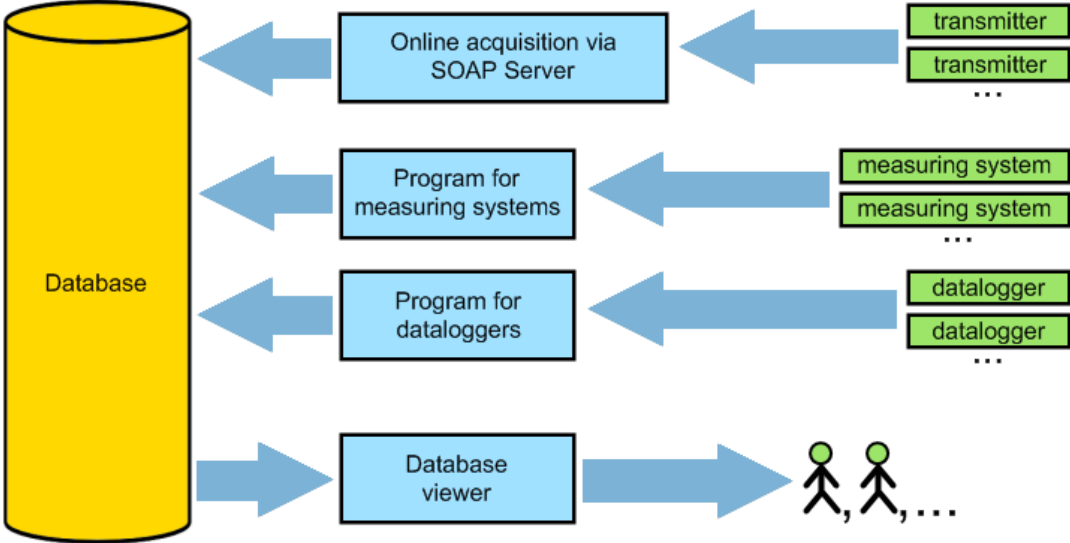 Database
Online acquisition via
SOAP Server
transmitter
transmitter
...
Program for
measuring systems
measuring system
measuring system
...
Program for
dataloggers
datalogger
datalogger
...
Database
viewer
, , ...